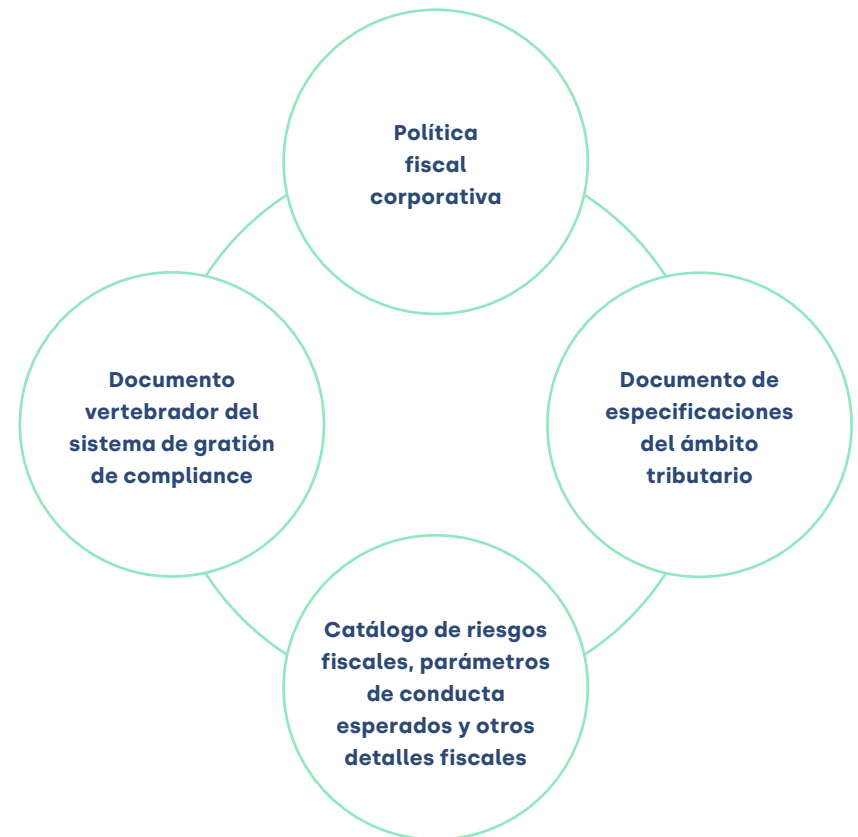 Política
fiscal
corporativa
Documento
vertebrador del
sistema de gratión
de compliance
Documento de
especificaciones
del ámbito
tributario
Catálogo de riesgos
fiscales, parámetros
de conducta
esperados y otros
detalles fiscales